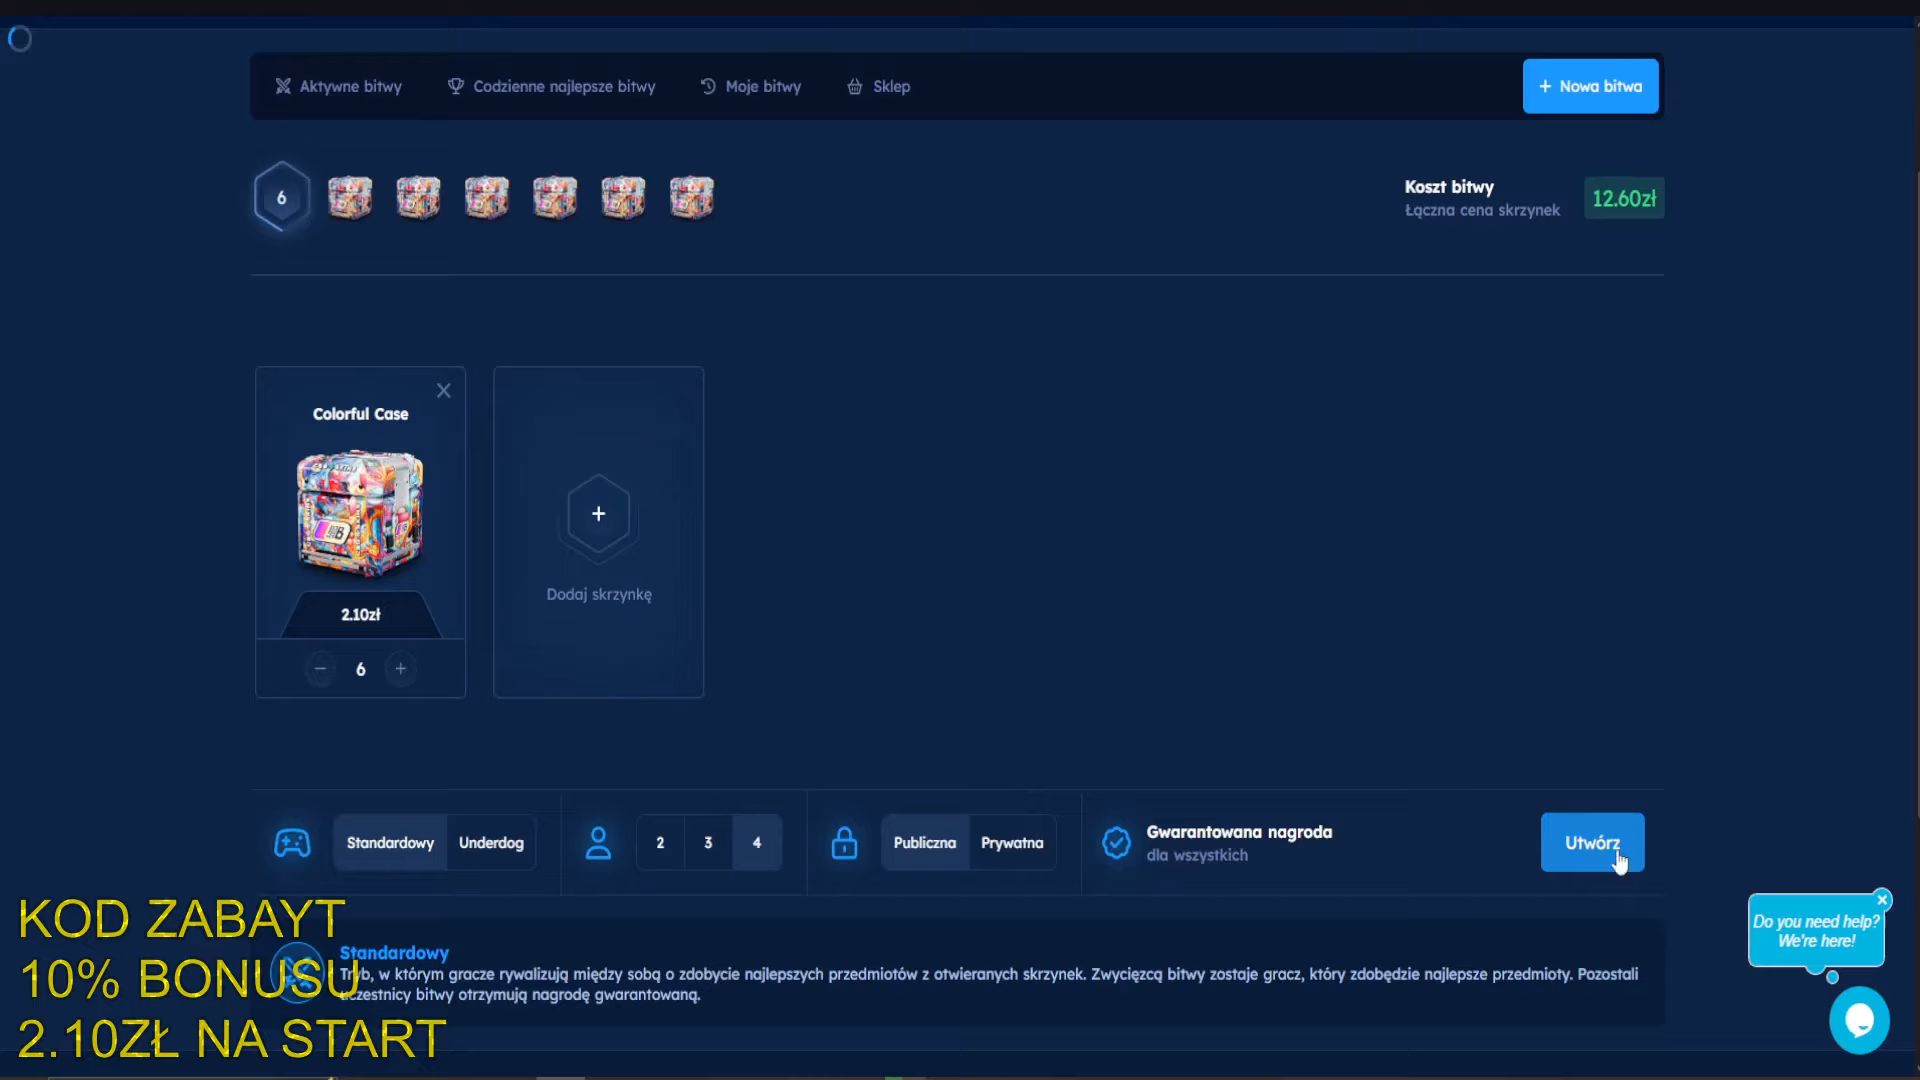 Aktywne bitwy
Codzienne najlepsze bitwy
Moje bitwy
Sklep
+ Nowa bitwa
6
Koszt bitwy
Łączna cena skrzynek
12.60zł
Colorful Case
2.10zł
6
Dodaj skrzynkę
Standardowy
Underdog
2
3
4
Publiczna
Prywatna
Gwarantowana nagroda
dla wszystkich
Utwórz
Standardowy
Tryb, w którym gracze rywalizują między sobą o zdobycie najlepszych przedmiotów z otwieranych skrzynek. Zwycięzcą bitwy zostaje gracz, który zdobędzie najlepsze przedmioty. Pozostali
uczestnicy bitwy otrzymują nagrodę gwarantowaną.
KOD ZABAYT
10% BONUSU
2.10ZŁ NA START
Do you need help?
We're here!